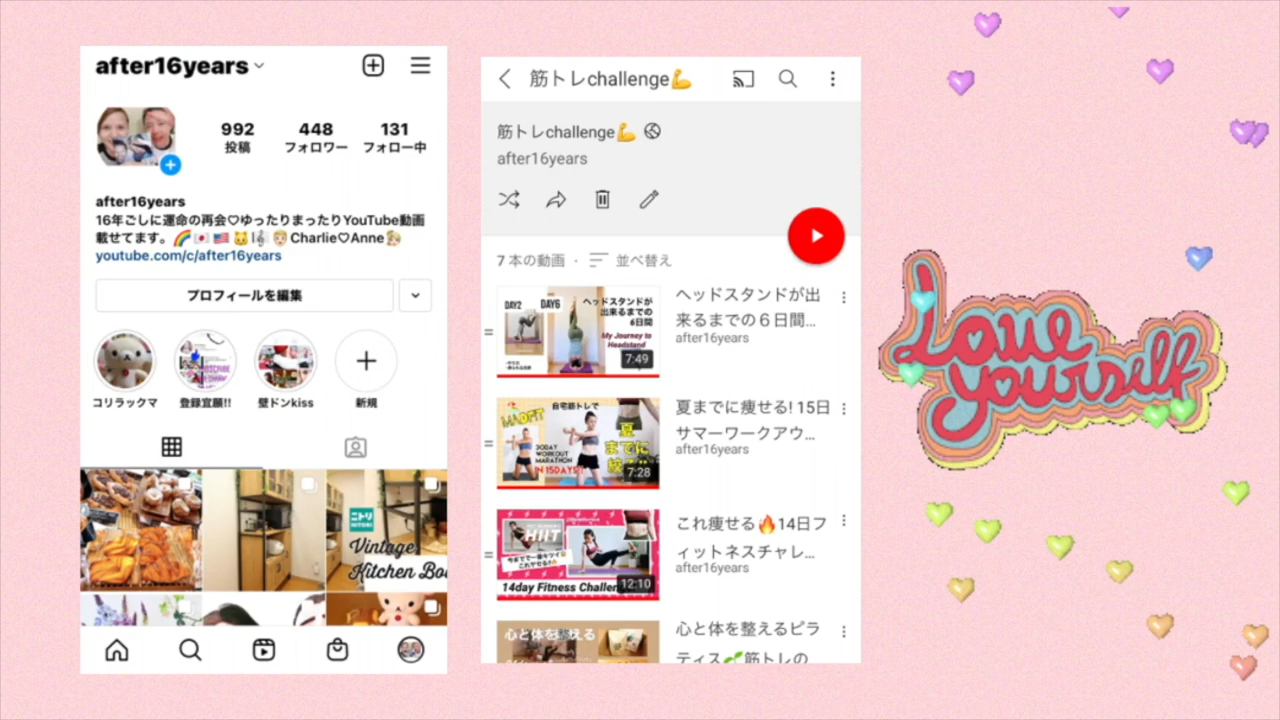 after16years
992
448
131
投稿
フォロワー
フォロー中
after16years
16年ごしに運命の再会♡ゆったりまったりYouTube動画
載せてます。🌈🇯🇵🇺🇸🐱🎼👨🏼Charlie♡Anne👩🏼
youtube.com/c/after16years
プロフィールを編集
コリラックマ
登録宜願!!
壁ドンkiss
新規
ニトリ
NITORI
Vintage
Kitchen Bo
筋トレchallenge💪
筋トレchallenge💪
after16years
7 本の動画 ・ 並べ替え
DAY2
DAY6
ヘッドスタンドが
出来るまでの
6日間
My Journey to
Headstand
7:49
ヘッドスタンドが出
来るまでの６日間...
after16years
自宅筋トレで
MADFIT
30DAY
WORKOUT
MARATHON
IN 15DAYS!!
夏
までに
7:28
夏までに痩せる! 15日
サマーワークアウ...
after16years
HIIT
14day Fitness Challen
12:10
これ痩せる🔥14日フ
ィットネスチャレ...
after16years
心と体を整える
心と体を整えるピラ
ティス🌱筋トレの
Love
yourself